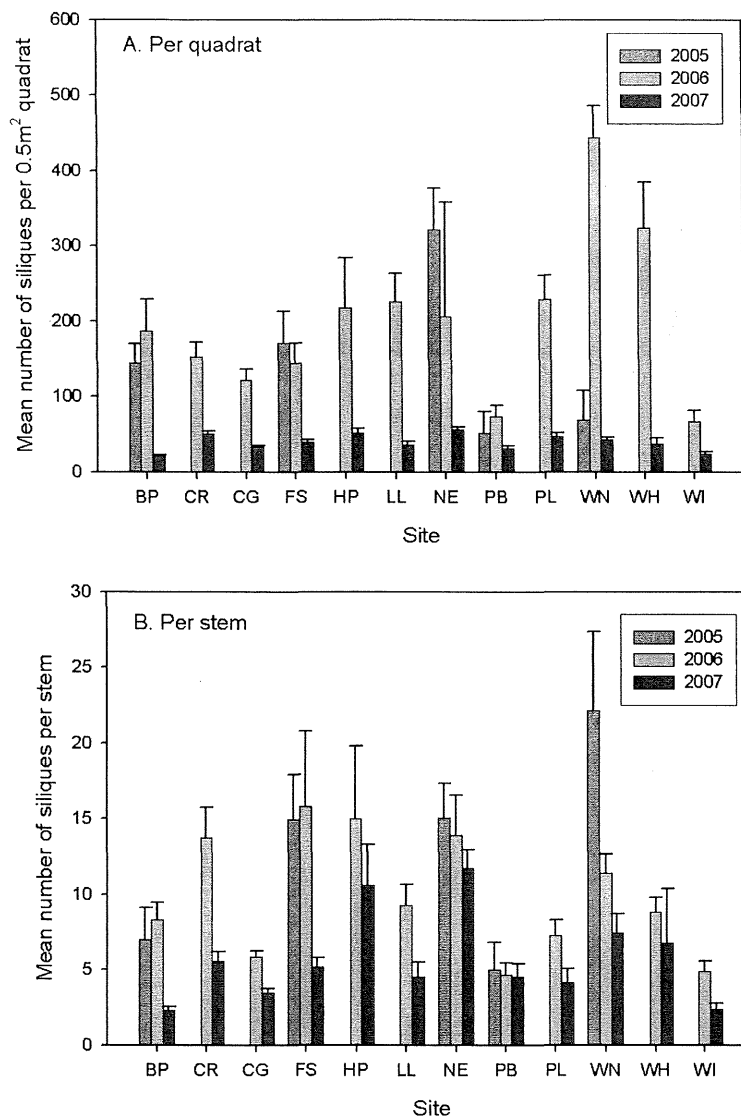 A. Per quadrat
2005
2006
2007
Mean number of siliques per 0.5m² quadrat
600
500
400
300
200
100
0
BP CR CG FS HP LL NE PB PL WN WH WI
Site
B. Per stem
2005
2006
2007
Mean number of siliques per stem
30
25
20
15
10
5
0
BP CR CG FS HP LL NE PB PL WN WH WI
Site